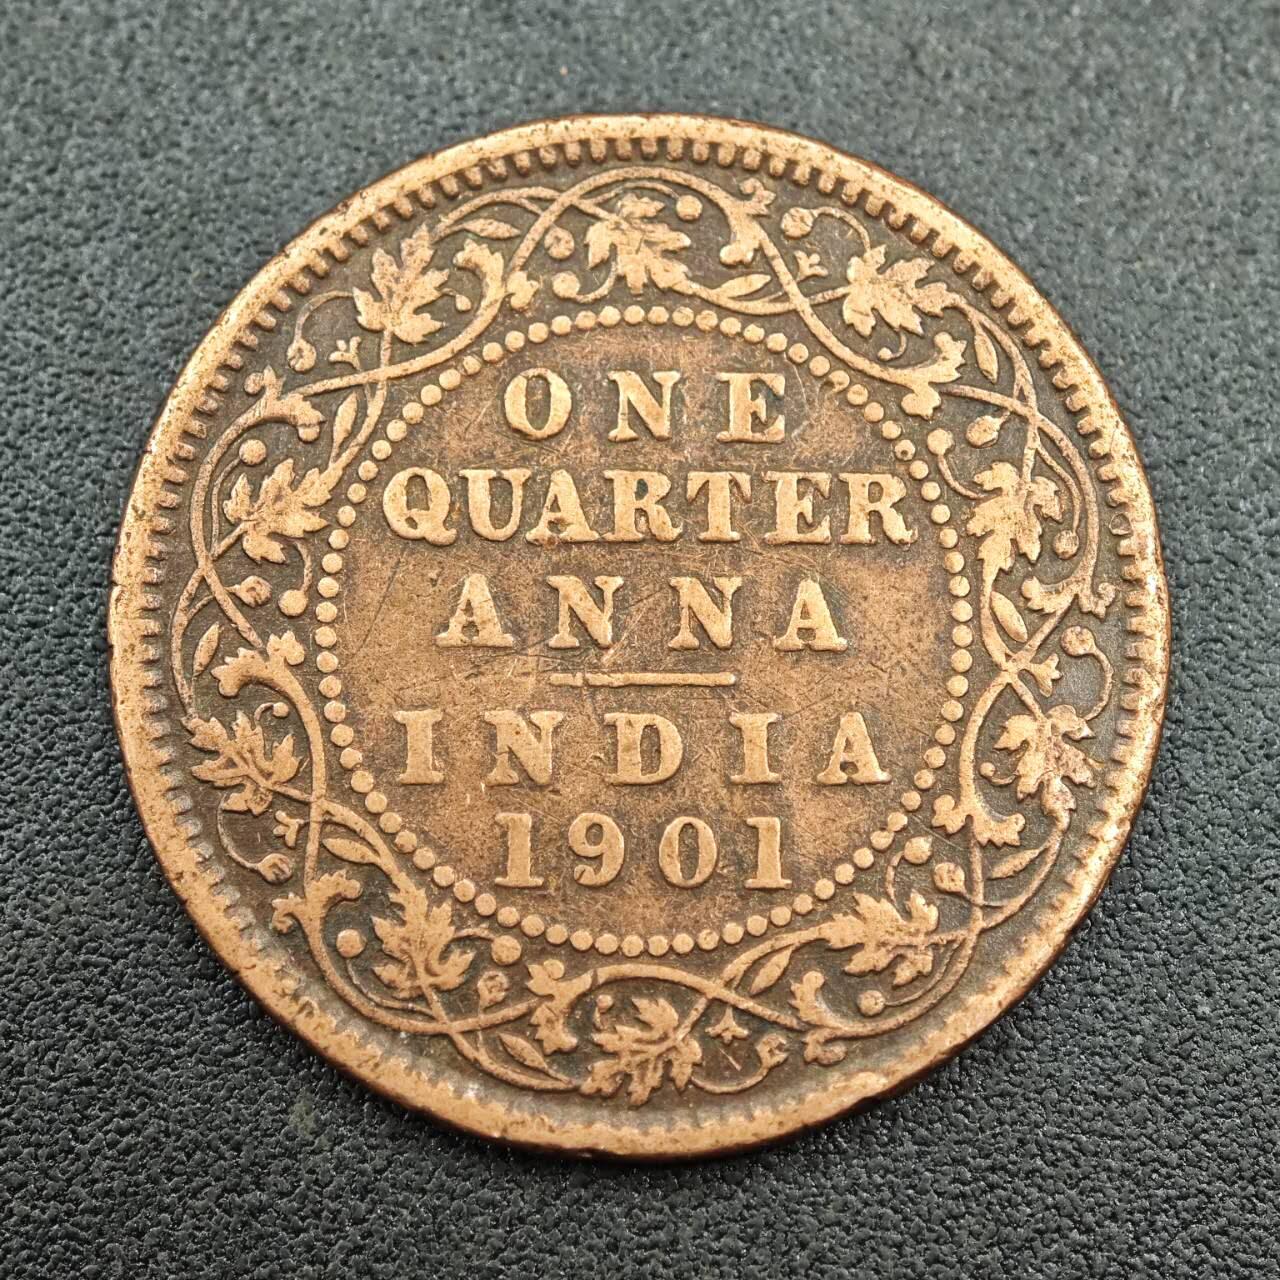 ONE
QUARTER
ANNA
INDIA
1901